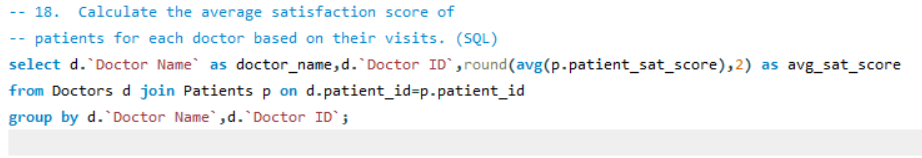 -- 18.  Calculate the average satisfaction score of
-- patients for each doctor based on their visits. (SQL)
select d.`Doctor Name` as doctor_name,d.`Doctor ID`,round(avg(p.patient_sat_score),2) as avg_sat_score
from Doctors d join Patients p on d.patient_id=p.patient_id
group by d.`Doctor Name`,d.`Doctor ID`;